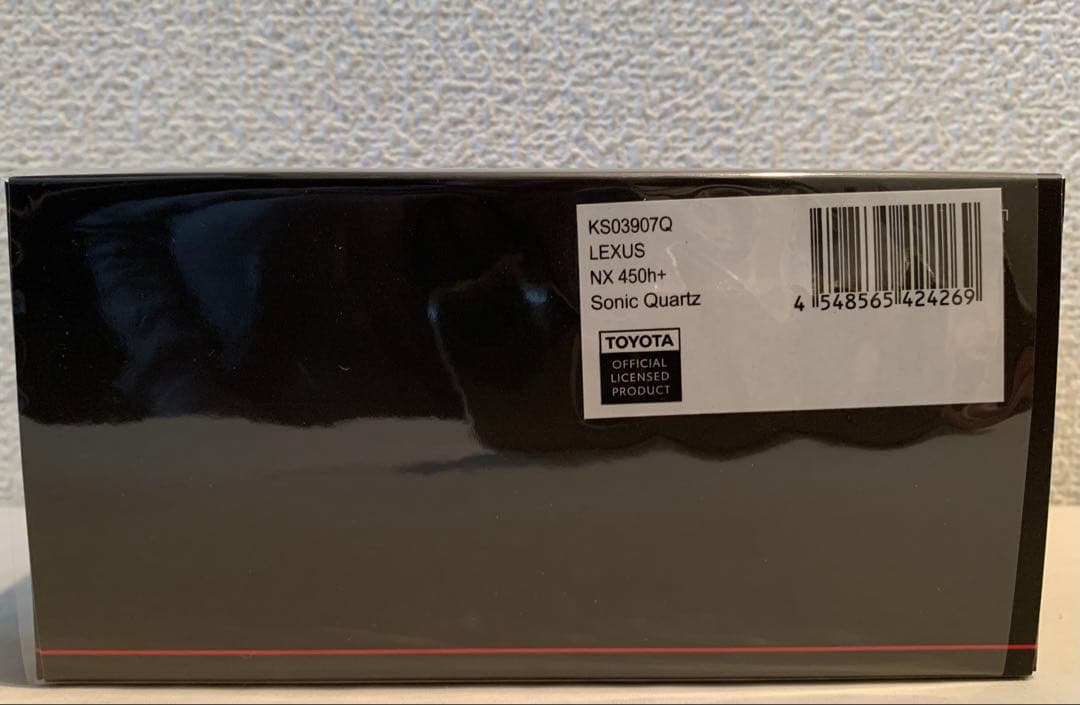 KS03907Q
LEXUS
NX 450h+
Sonic Quartz
4 548565 424269
TOYOTA
OFFICIAL
LICENSED
PRODUCT